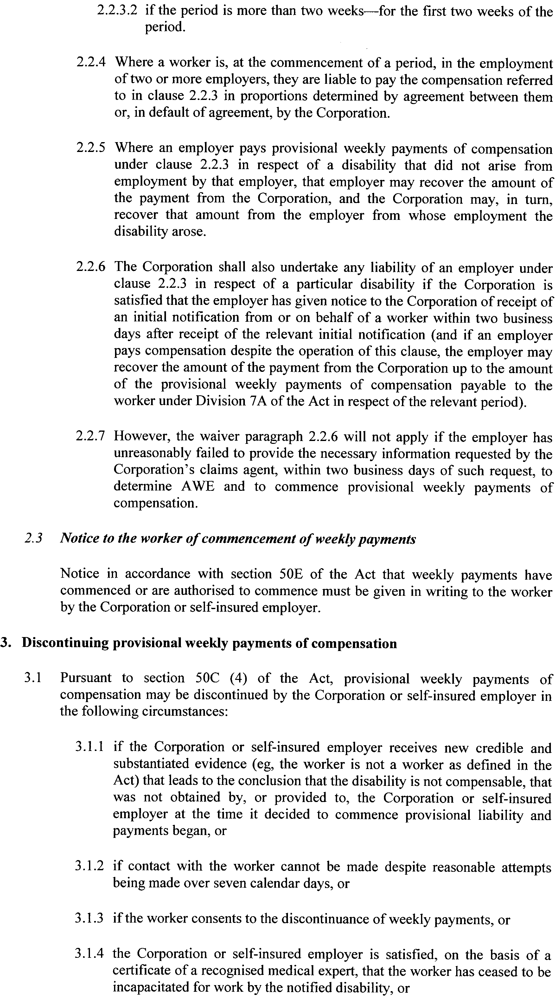 2.2.3.2 if the period is more than two weeks—for the first two weeks of the
period.
2.2.4 Where a worker is, at the commencement of a period, in the employment
of two or more employers, they are liable to pay the compensation referred
to in clause 2.2.3 in proportions determined by agreement between them
or, in default of agreement, by the Corporation.
2.2.5 Where an employer pays provisional weekly payments of compensation
under clause 2.2.3 in respect of a disability that did not arise from
employment by that employer, that employer may recover the amount of
the payment from the Corporation, and the Corporation may, in turn,
recover that amount from the employer from whose employment the
disability arose.
2.2.6 The Corporation shall also undertake any liability of an employer under
clause 2.2.3 in respect of a particular disability if the Corporation is
satisfied that the employer has given notice to the Corporation of receipt of
an initial notification from or on behalf of a worker within two business
days after receipt of the relevant initial notification (and if an employer
pays compensation despite the operation of this clause, the employer may
recover the amount of the payment from the Corporation up to the amount
of the provisional weekly payments of compensation payable to the
worker under Division 7A of the Act in respect of the relevant period).
2.2.7 However, the waiver paragraph 2.2.6 will not apply if the employer has
unreasonably failed to provide the necessary information requested by the
Corporation's claims agent, within two business days of such request, to
determine AWE and to commence provisional weekly payments of
compensation.
2.3 Notice to the worker of commencement of weekly payments
Notice in accordance with section 50E of the Act that weekly payments have
commenced or are authorised to commence must be given in writing to the worker
by the Corporation or self-insured employer.
3. Discontinuing provisional weekly payments of compensation
3.1 Pursuant to section 50C (4) of the Act, provisional weekly payments of
compensation may be discontinued by the Corporation or self-insured employer in
the following circumstances:
3.1.1 if the Corporation or self-insured employer receives new credible and
substantiated evidence (eg, the worker is not a worker as defined in the
Act) that leads to the conclusion that the disability is not compensable, that
was not obtained by, or provided to, the Corporation or self-insured
employer at the time it decided to commence provisional liability and
payments began, or
3.1.2 if contact with the worker cannot be made despite reasonable attempts
being made over seven calendar days, or
3.1.3 if the worker consents to the discontinuance of weekly payments, or
3.1.4 the Corporation or self-insured employer is satisfied, on the basis of a
certificate of a recognised medical expert, that the worker has ceased to be
incapacitated for work by the notified disability, or